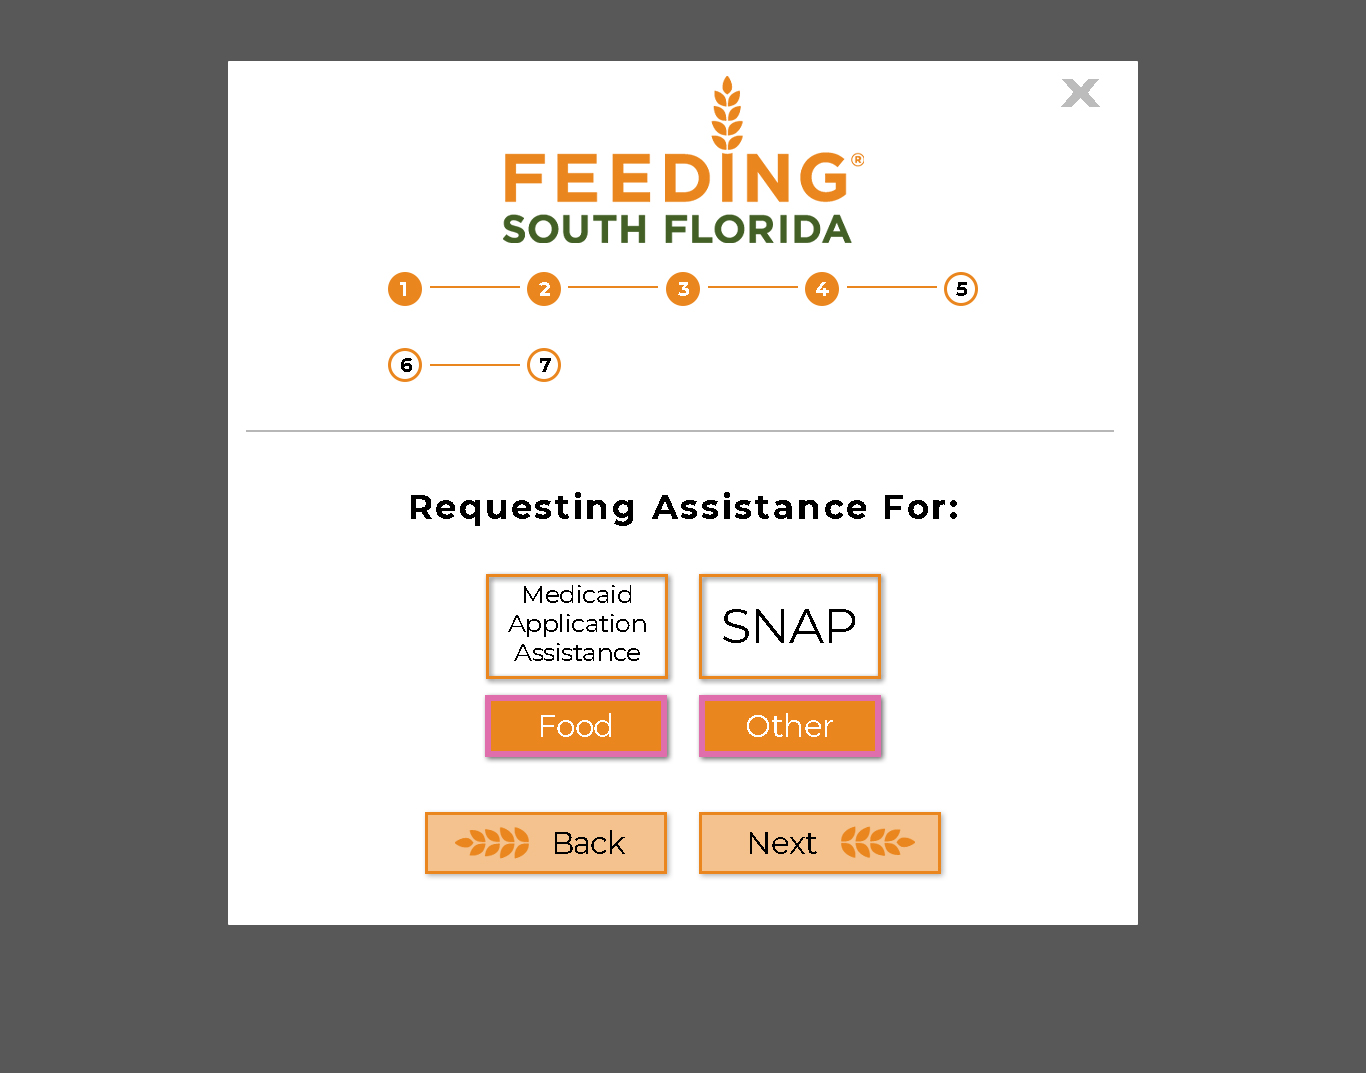 FEEDING®
SOUTH FLORIDA
1 2 3 4 5
6 7
Requesting Assistance For:
Medicaid
Application
Assistance
SNAP
Food
Other
Back
Next